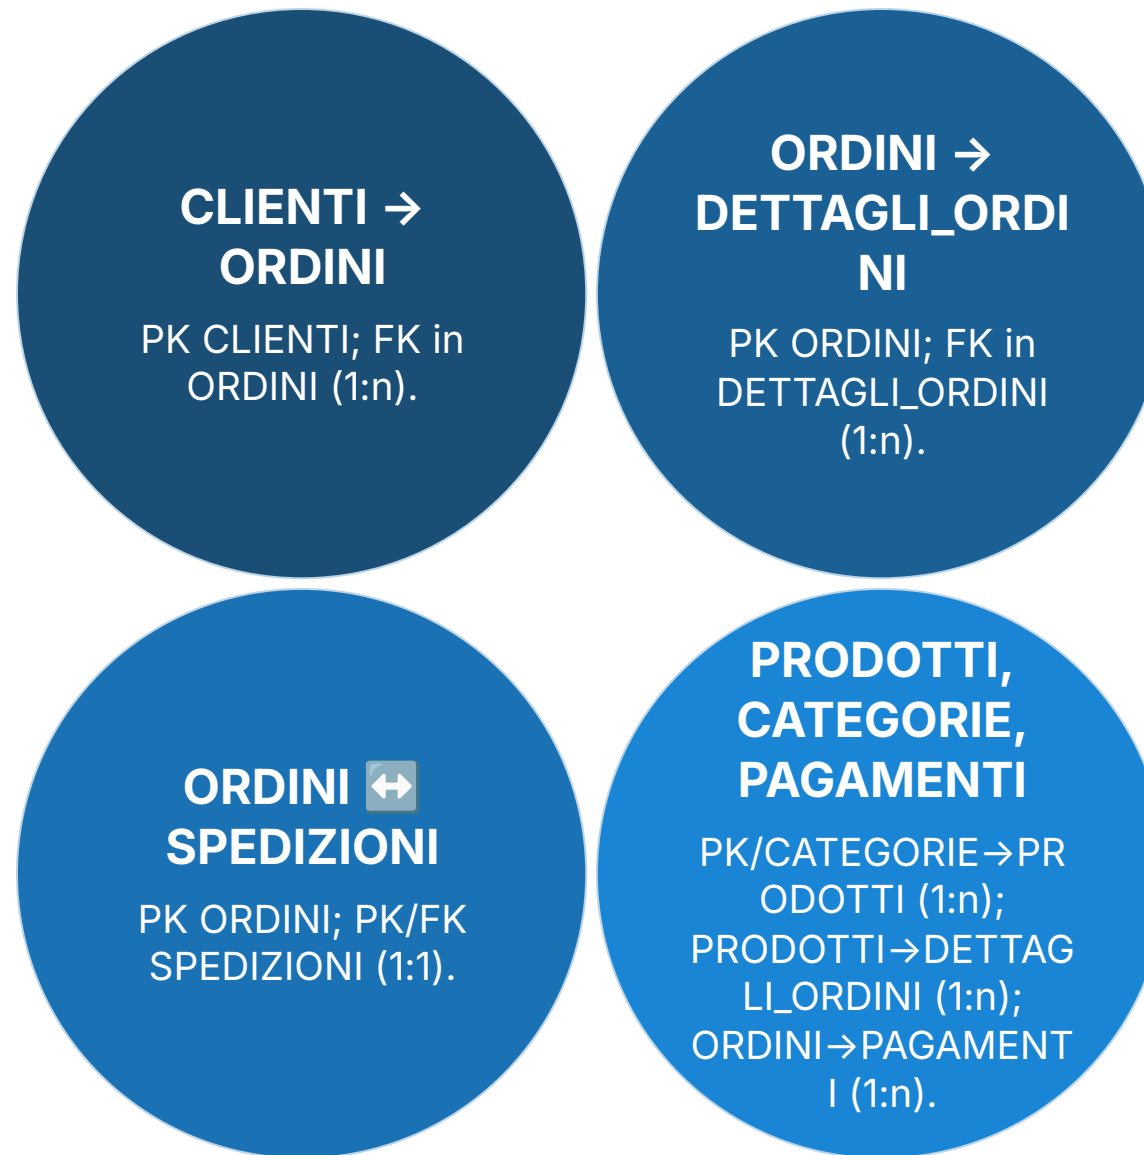 CLIENTI →
ORDINI
PK CLIENTI; FK in
ORDINI (1:n).
ORDINI →
DETTAGLI_ORDI
NI
PK ORDINI; FK in
DETTAGLI_ORDINI
(1:n).
ORDINI ↔️
SPEDIZIONI
PK ORDINI; PK/FK
SPEDIZIONI (1:1).
PRODOTTI,
CATEGORIE,
PAGAMENTI
PK/CATEGORIE→PR
ODOTTI (1:n);
PRODOTTI→DETTAG
LI_ORDINI (1:n);
ORDINI→PAGAMENT
I (1:n).